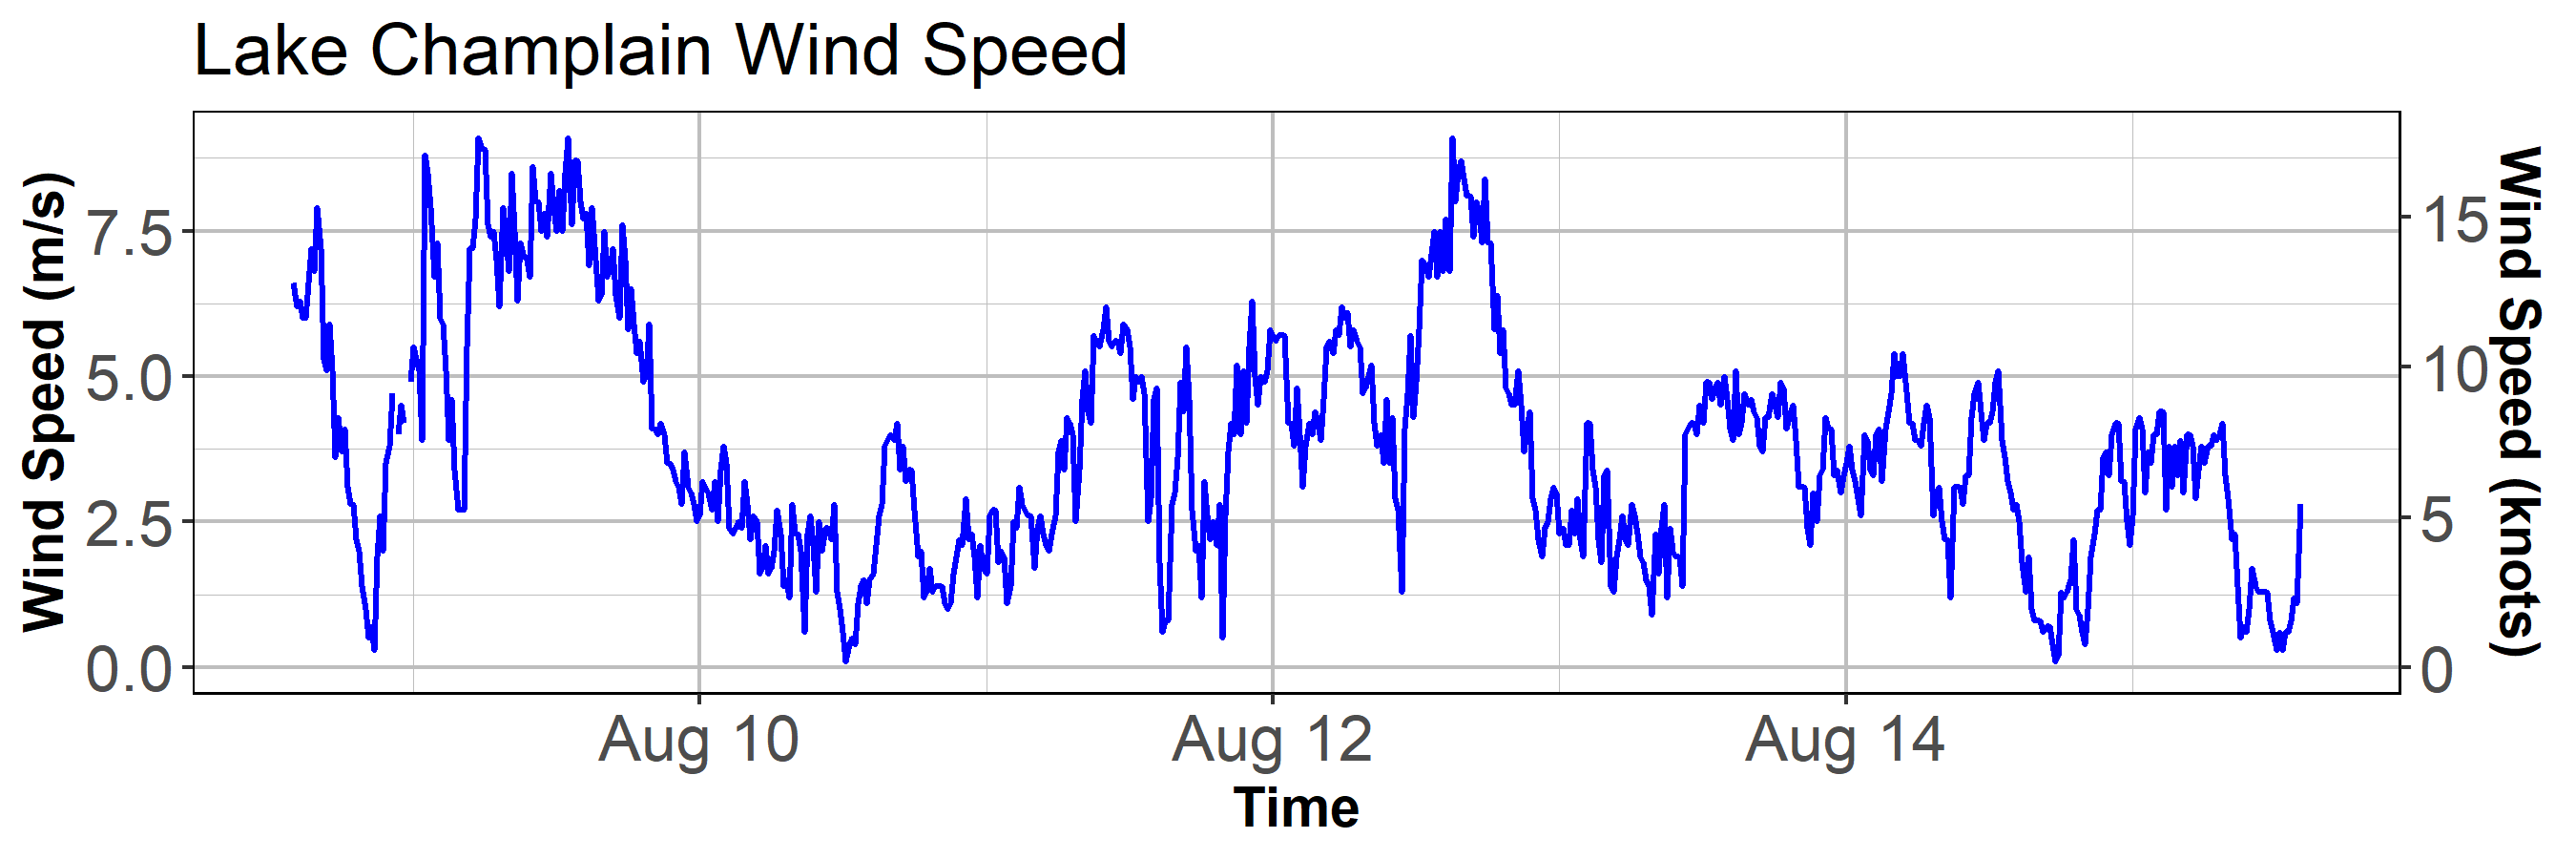 Lake Champlain Wind Speed
Wind Speed (m/s)
7.5
5.0
2.5
0.0
15
10
5
0
Wind Speed (knots)
Aug 10
Aug 12
Aug 14
Time